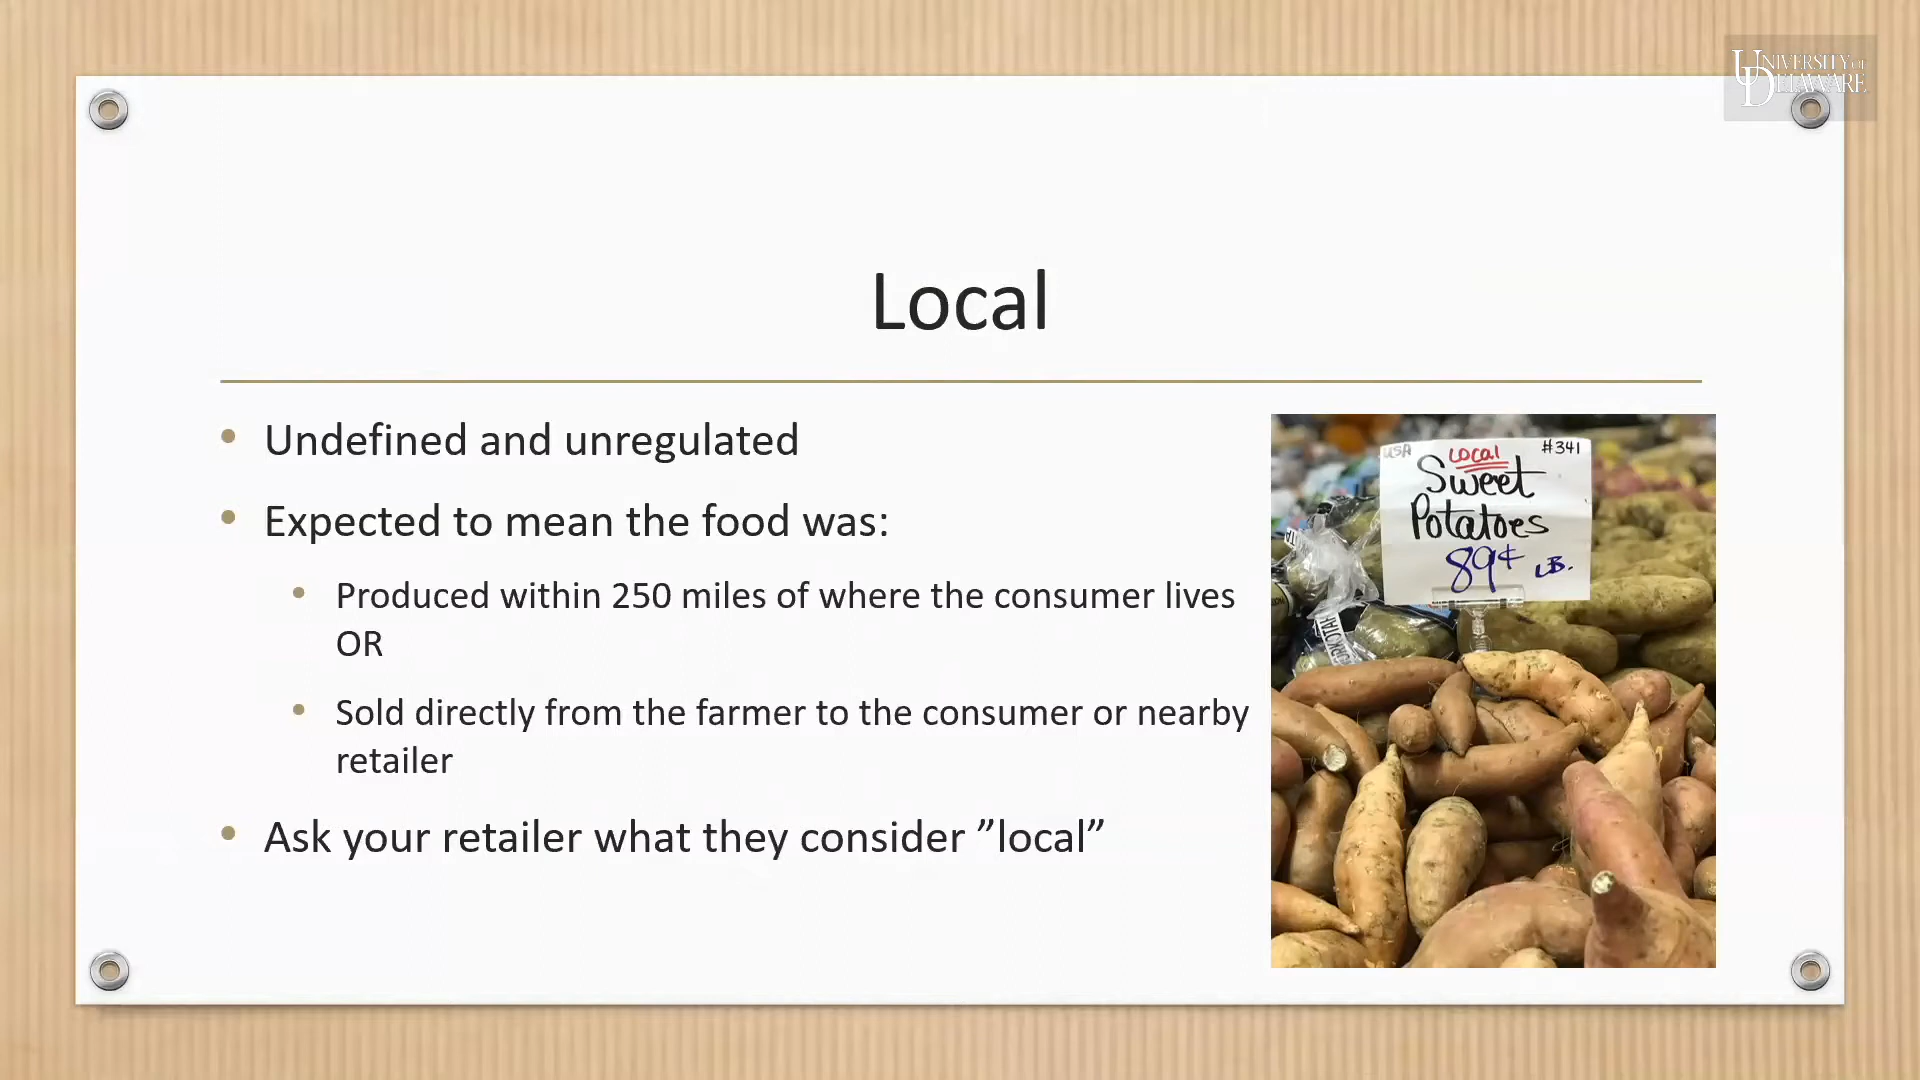 UNIVERSITY OF
DELAWARE
Local
• Undefined and unregulated
• Expected to mean the food was:
• Produced within 250 miles of where the consumer lives
OR
• Sold directly from the farmer to the consumer or nearby
retailer
• Ask your retailer what they consider ”local”
USA
Local
#341
Sweet
Potatoes
89¢ LB.